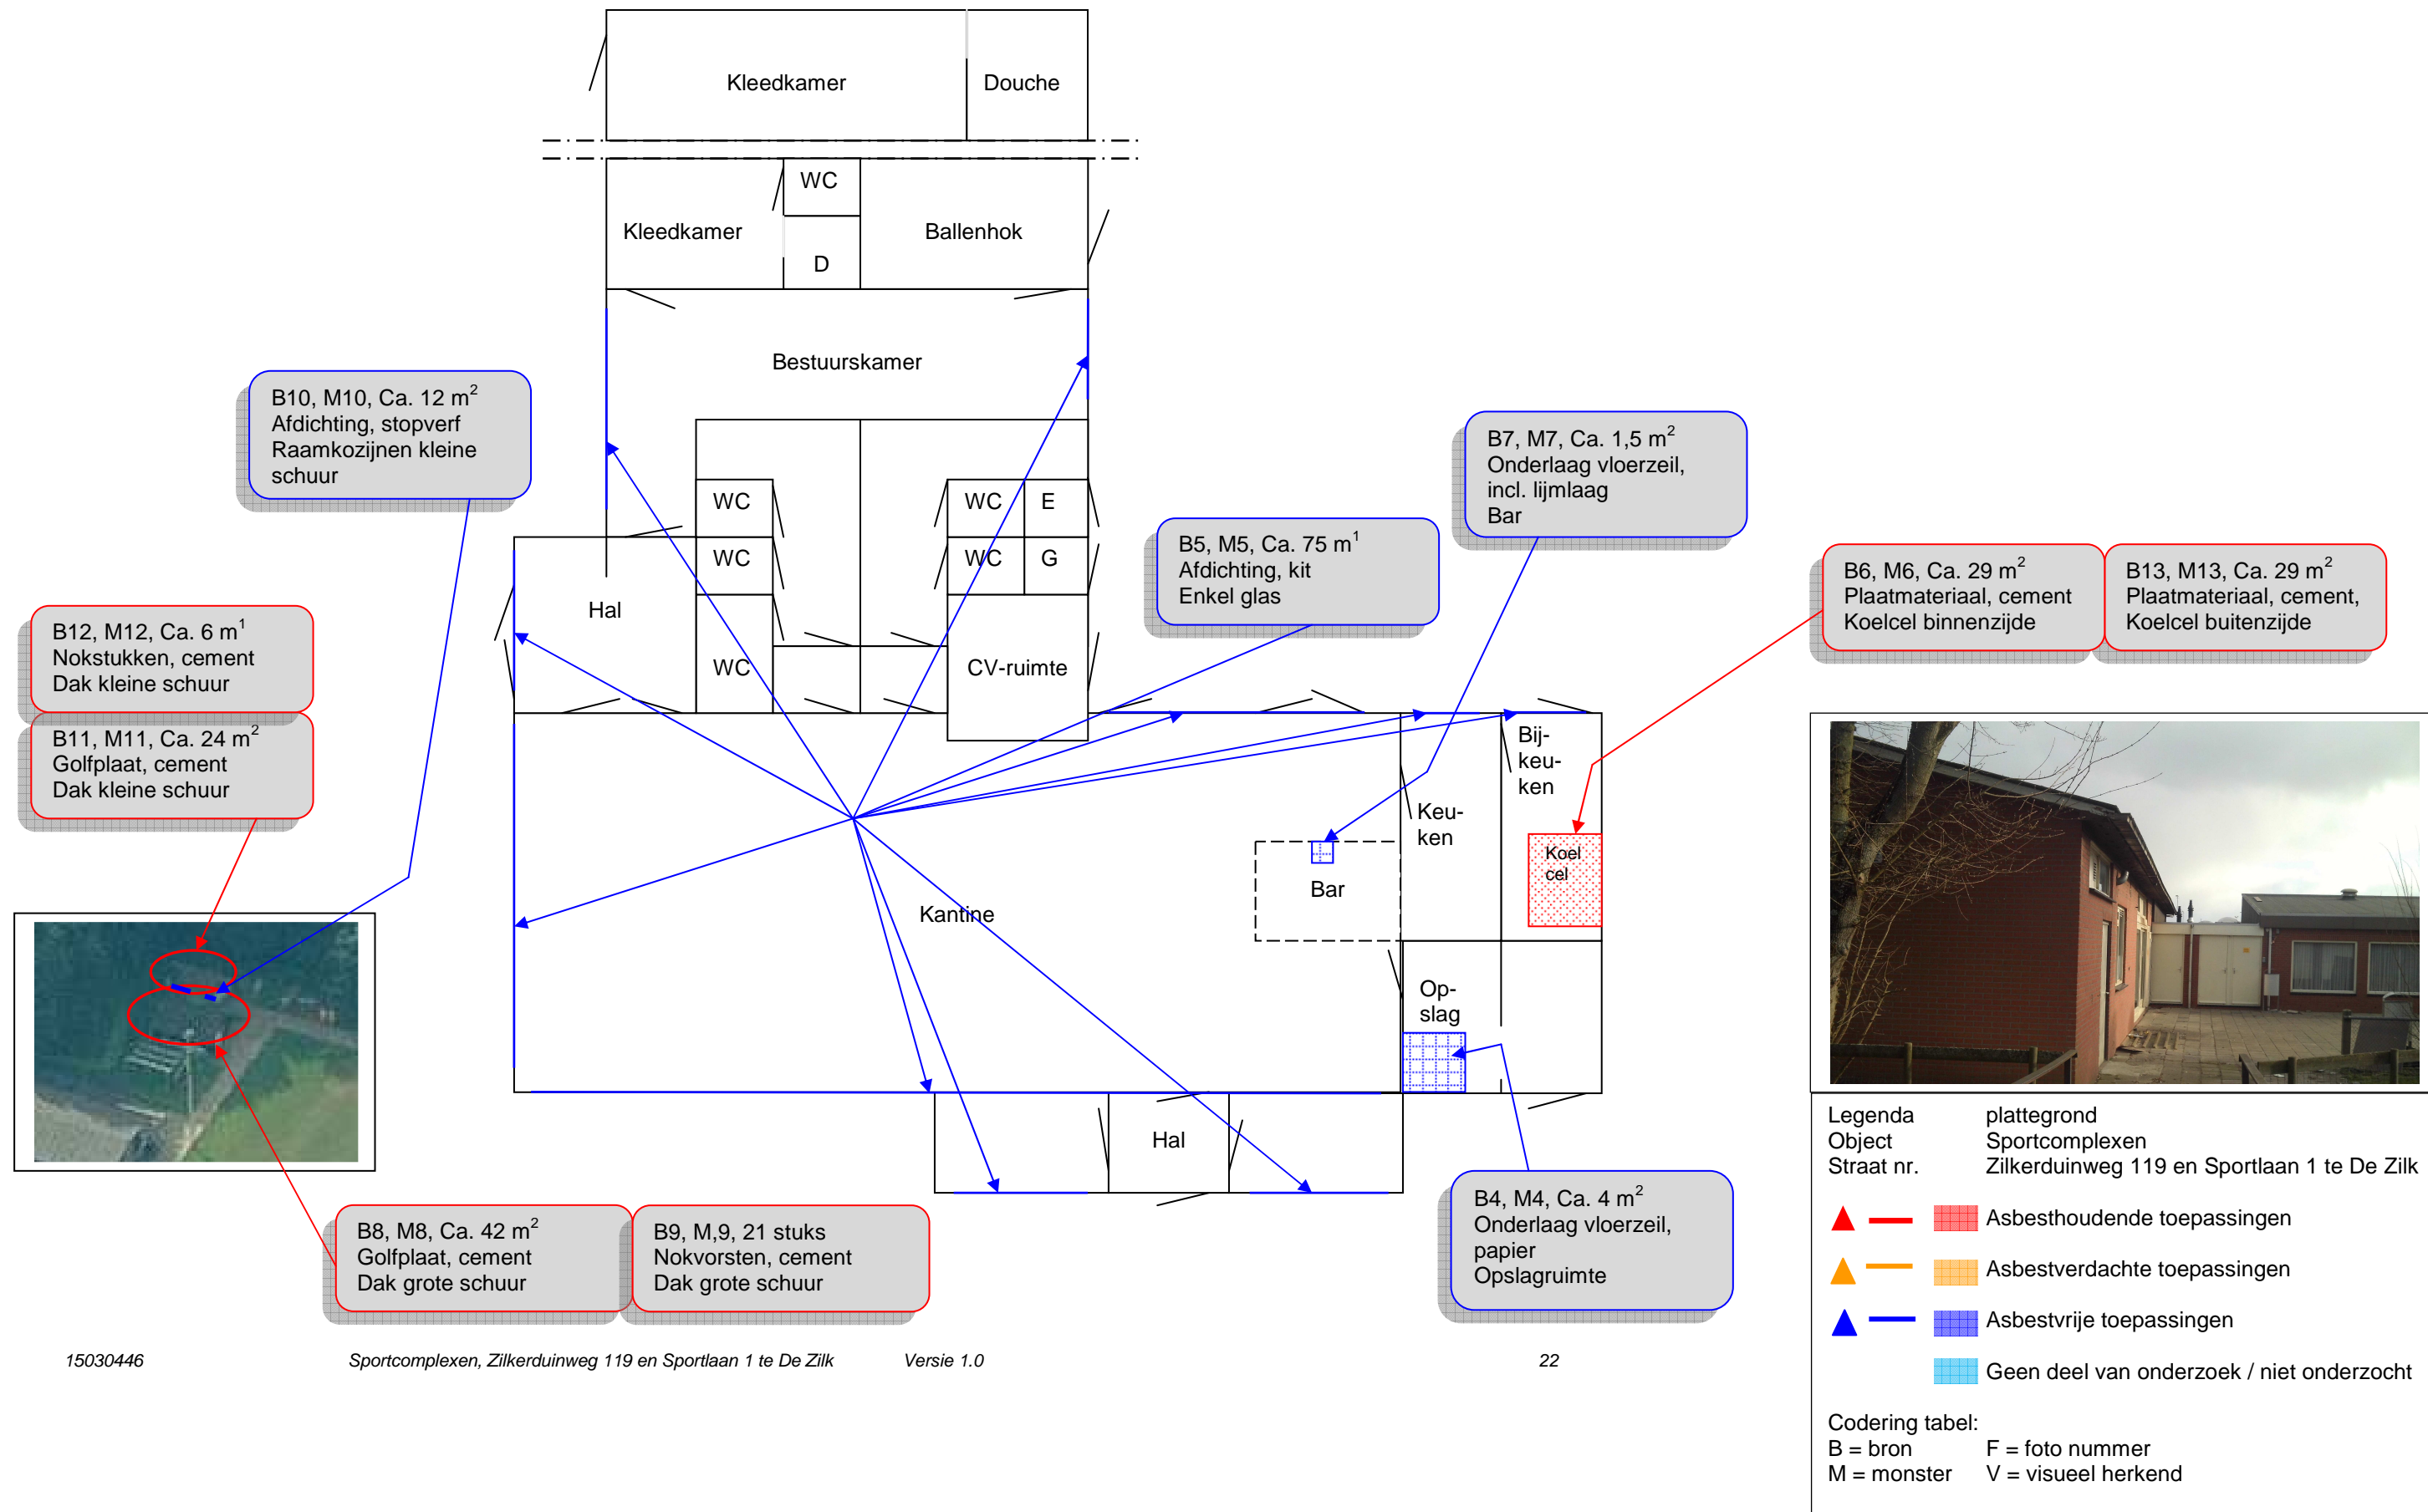 Kleedkamer
Douche
WC
Kleedkamer
Ballenhok
D
Bestuurskamer
B10, M10, Ca. 12 m²
Afdichting, stopverf
Raamkozijnen kleine
schuur
B7, M7, Ca. 1,5 m²
Onderlaag vloerzeil,
incl. lijmlaag
Bar
WC
WC
E
WC
WC
G
B5, M5, Ca. 75 m¹
Afdichting, kit
Enkel glas
B6, M6, Ca. 29 m²
Plaatmateriaal, cement
Koelcel binnenzijde
B13, M13, Ca. 29 m²
Plaatmateriaal, cement,
Koelcel buitenzijde
Hal
WC
CV-ruimte
B12, M12, Ca. 6 m¹
Nokstukken, cement
Dak kleine schuur
B11, M11, Ca. 24 m²
Golfplaat, cement
Dak kleine schuur
Bij-
keu-
ken
Keu-
ken
Koel
cel
Bar
Kantine
Op-
slag
Hal
B8, M8, Ca. 42 m²
Golfplaat, cement
Dak grote schuur
B9, M,9, 21 stuks
Nokvorsten, cement
Dak grote schuur
B4, M4, Ca. 4 m²
Onderlaag vloerzeil,
papier
Opslagruimte
Legenda plattegrond
Object Sportcomplexen
Straat nr. Zilkerduinweg 119 en Sportlaan 1 te De Zilk
Asbesthoudende toepassingen
Asbestverdachte toepassingen
Asbestvrije toepassingen
Geen deel van onderzoek / niet onderzocht
Codering tabel:
B = bron F = foto nummer
M = monster V = visueel herkend
15030446 Sportcomplexen, Zilkerduinweg 119 en Sportlaan 1 te De Zilk Versie 1.0 22